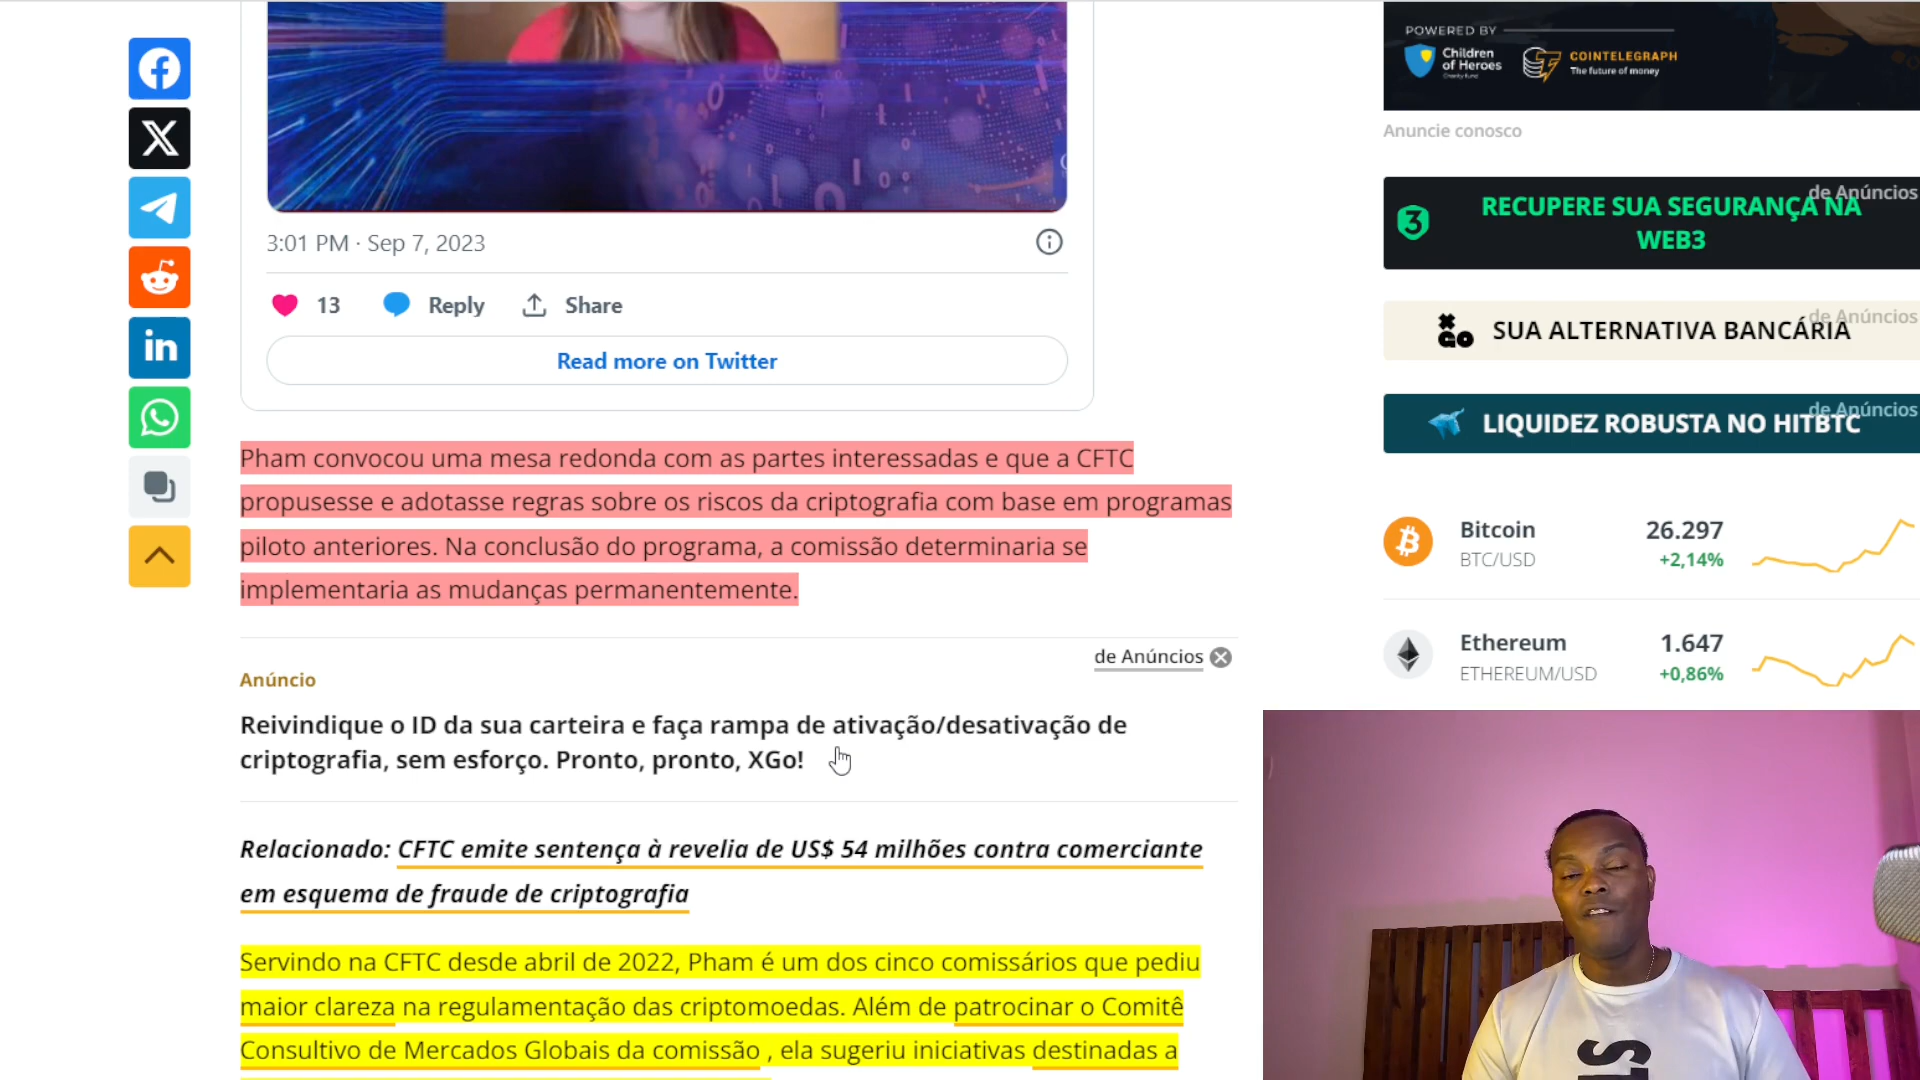 3:01 PM · Sep 7, 2023
13 Reply Share
Read more on Twitter
Pham convocou uma mesa redonda com as partes interessadas e que a CFTC
propusesse e adotasse regras sobre os riscos da criptografia com base em programas
piloto anteriores. Na conclusão do programa, a comissão determinaria se
implementaria as mudanças permanentemente.
de Anúncios
Anúncio
Reivindique o ID da sua carteira e faça rampa de ativação/desativação de
criptografia, sem esforço. Pronto, pronto, XGo!
Relacionado: CFTC emite sentença à revelia de US$ 54 milhões contra comerciante
em esquema de fraude de criptografia
Servindo na CFTC desde abril de 2022, Pham é um dos cinco comissários que pediu
maior clareza na regulamentação das criptomoedas. Além de patrocinar o Comitê
Consultivo de Mercados Globais da comissão , ela sugeriu iniciativas destinadas a
POWERED BY
Children
of Heroes
Charity Fund
COINTELEGRAPH
The future of money
Anuncie conosco
de Anúncios
RECUPERE SUA SEGURANÇA NA
WEB3
de Anúncios
SUA ALTERNATIVA BANCÁRIA
de Anúncios
LIQUIDEZ ROBUSTA NO HITBTC
Bitcoin 26.297
BTC/USD +2,14%
Ethereum 1.647
ETHEREUM/USD +0,86%